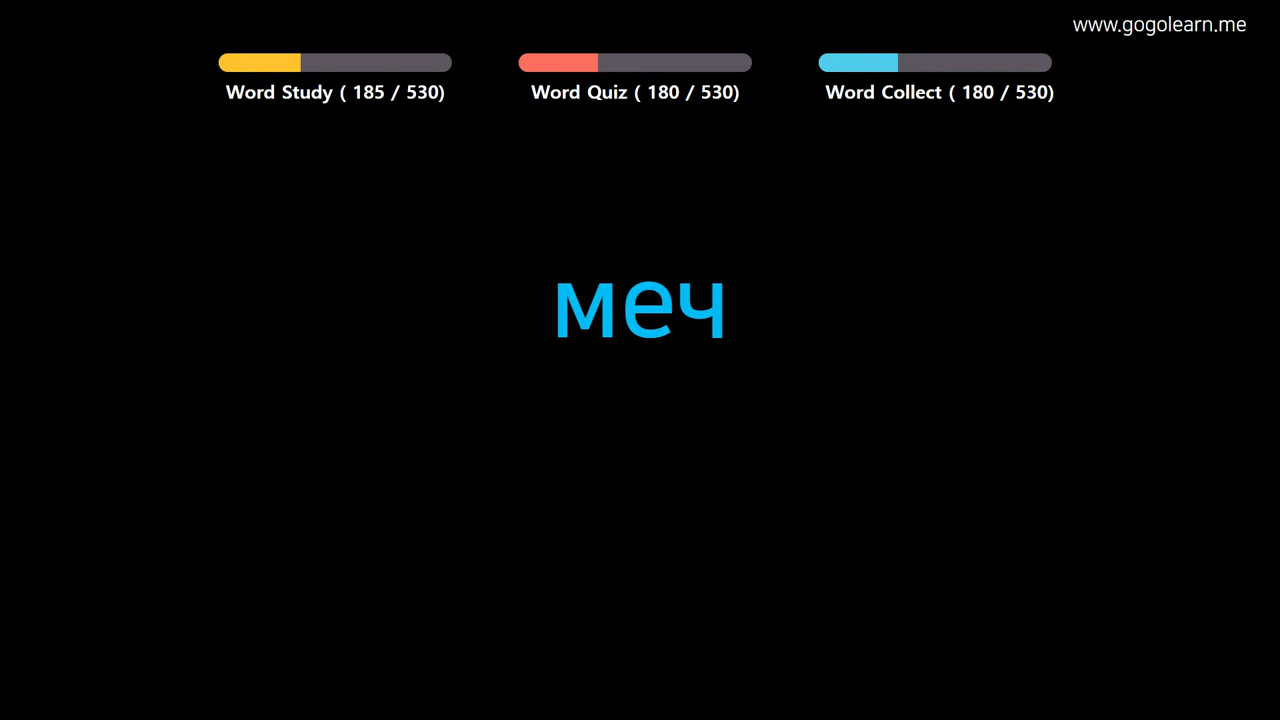 www.gogolearn.me
Word Study ( 185 / 530)
Word Quiz ( 180 / 530)
Word Collect ( 180 / 530)
меч